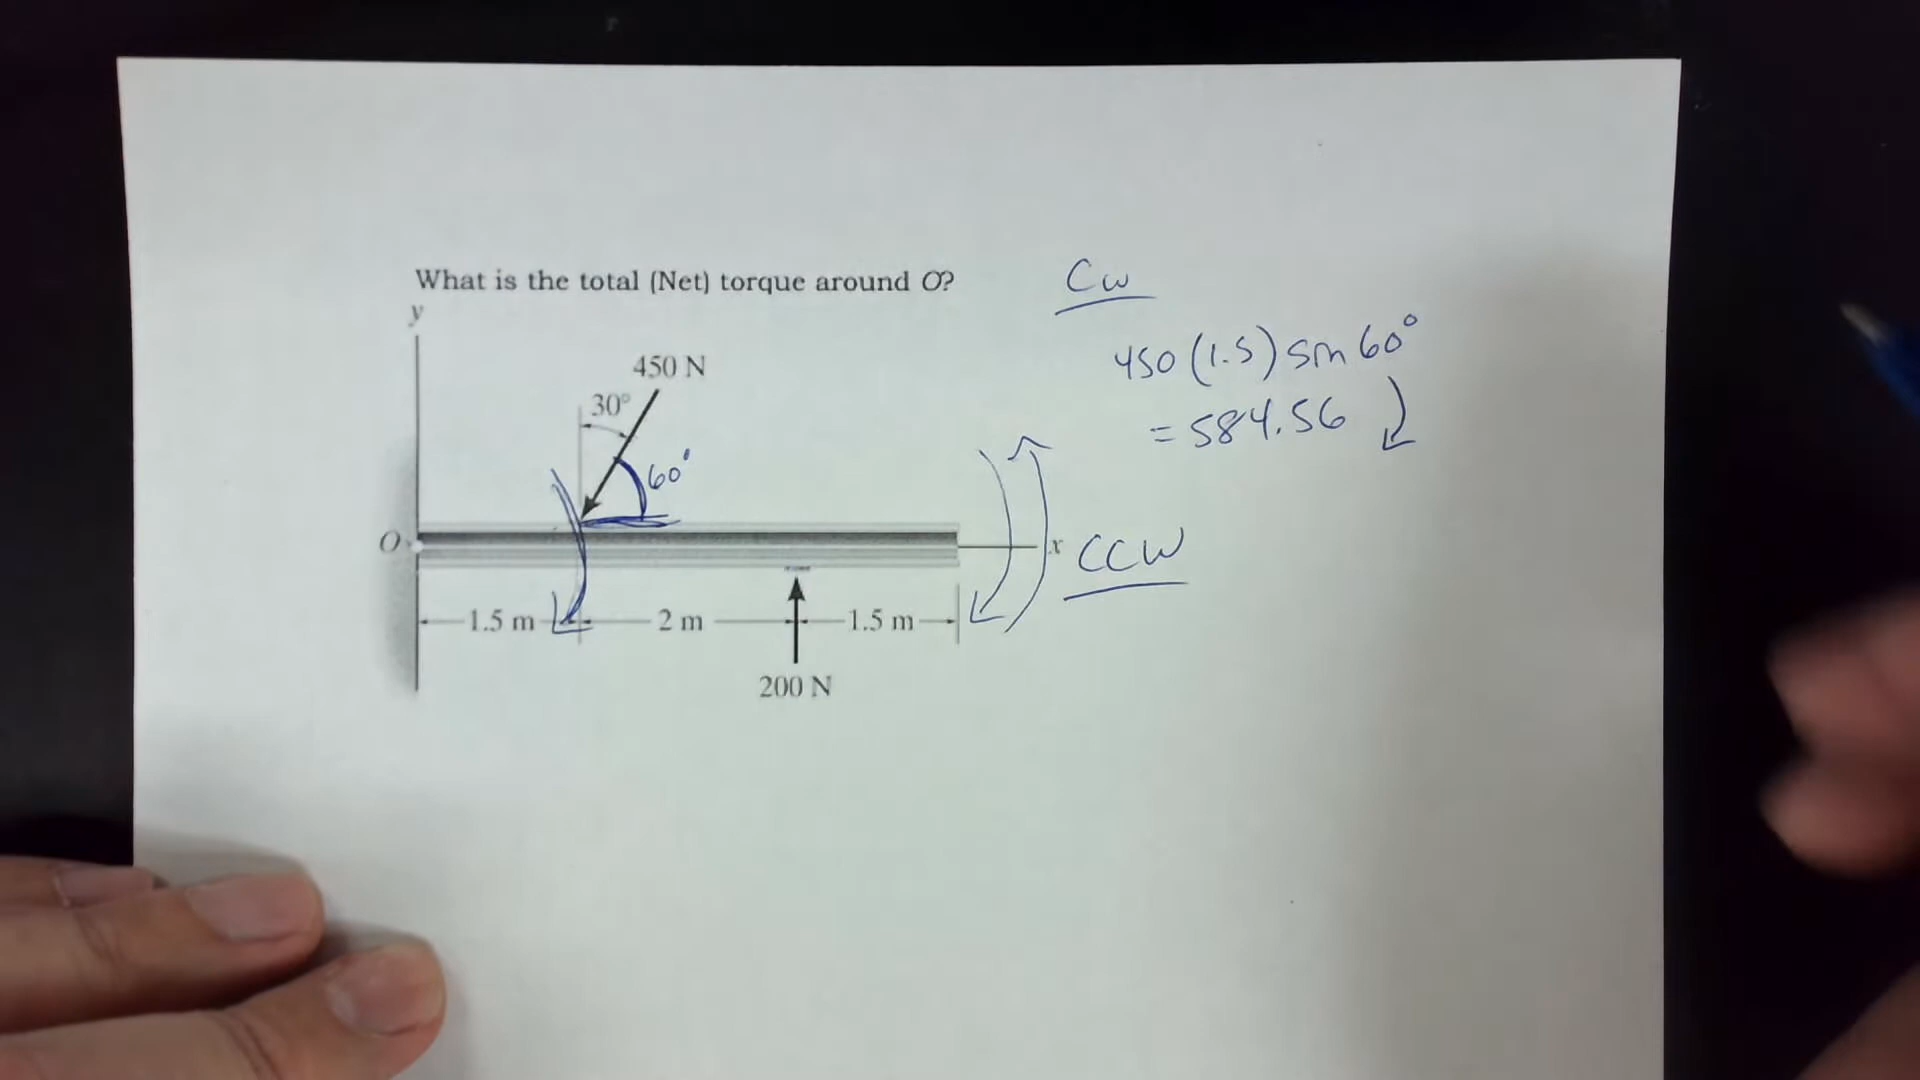 What is the total (Net) torque around O?
y
450 N
30°
60°
O
x
1.5 m
2 m
1.5 m
200 N
Cw
450 (1.5) sin 60°
= 584.56
CCW